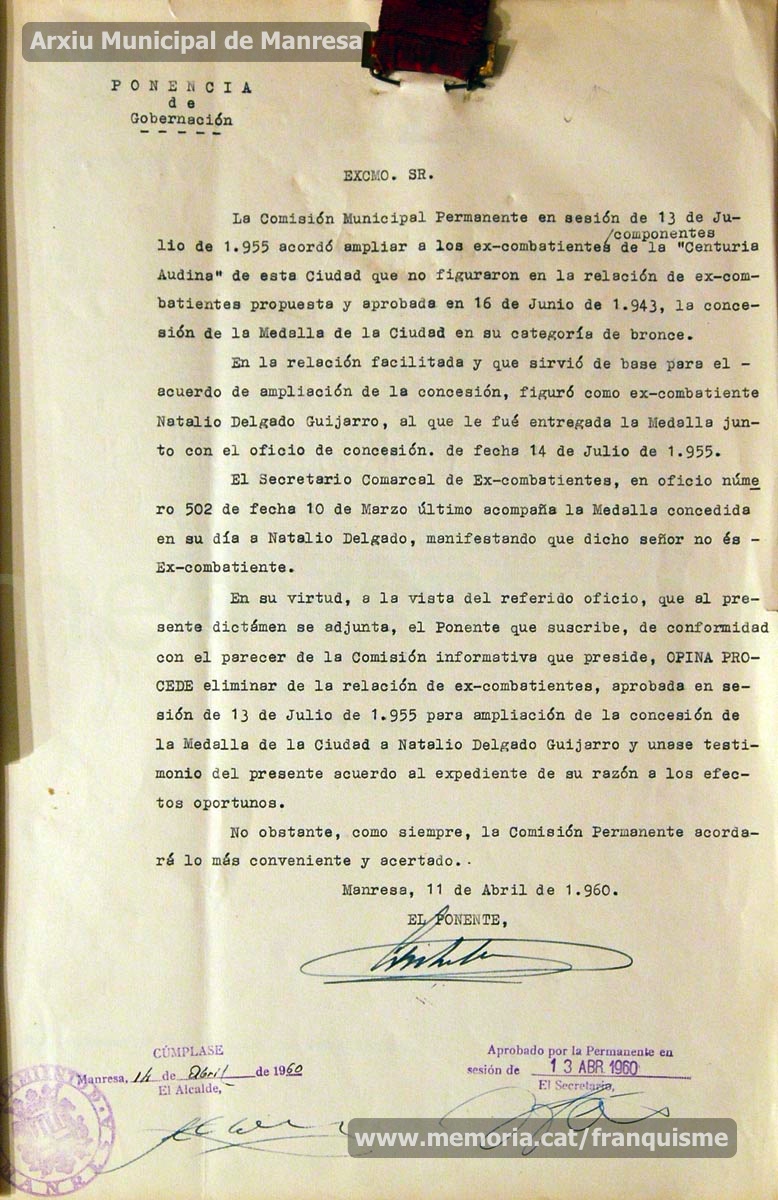 Arxiu Municipal de Manresa
P O N E N C I A
d e
Gobernación
- - - - -
EXCMO. SR.
La Comisión Municipal Permanente en sesión de 13 de Ju-
/componentes
lio de 1.955 acordó ampliar a los ex-combatientes de la "Centuria
Audina" de esta Ciudad que no figuraron en la relación de ex-com-
batientes propuesta y aprobada en 16 de Junio de 1.943, la conce-
sión de la Medalla de la Ciudad en su categoría de bronce.
En la relación facilitada y que sirvió de base para el -
acuerdo de ampliación de la concesión, figuró como ex-combatiente
Natalio Delgado Guijarro, al que le fué entregada la Medalla jun-
to con el oficio de concesión. de fecha 14 de Julio de 1.955.
El Secretario Comarcal de Ex-combatientes, en oficio núme
ro 502 de fecha 10 de Marzo último acompaña la Medalla concedida
en su día a Natalio Delgado, manifestando que dicho señor no és -
Ex-combatiente.
En su virtud, a la vista del referido oficio, que al pre-
sente dictámen se adjunta, el Ponente que suscribe, de conformidad
con el parecer de la Comisión informativa que preside, OPINA PRO-
CEDE eliminar de la relación de ex-combatientes, aprobada en se-
sión de 13 de Julio de 1.955 para ampliación de la concesión de
la Medalla de la Ciudad a Natalio Delgado Guijarro y unase testi-
monio del presente acuerdo al expediente de su razón a los efec-
tos oportunos.
No obstante, como siempre, la Comisión Permanente acorda-
rá lo más conveniente y acertado..
Manresa, 11 de Abril de 1.960.
EL PONENTE,
CÚMPLASE
Manresa, 14 de Abril de 1960
El Alcalde,
Aprobado por la Permanente en
sesión de 13 ABR 1960
El Secretario,
www.memoria.cat/franquisme